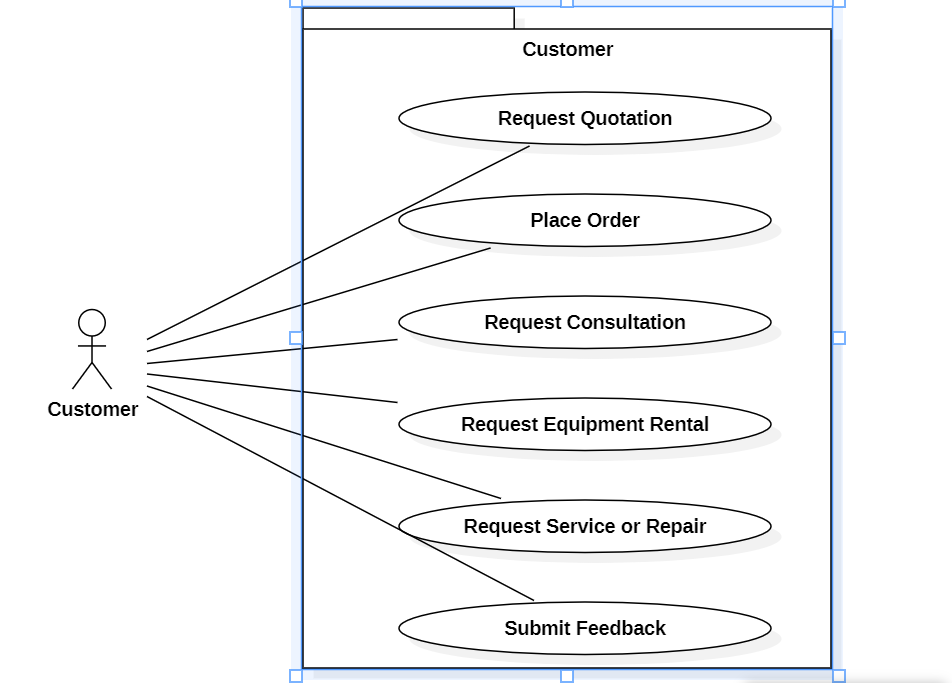 Customer
Request Quotation
Place Order
Request Consultation
Customer
Request Equipment Rental
Request Service or Repair
Submit Feedback